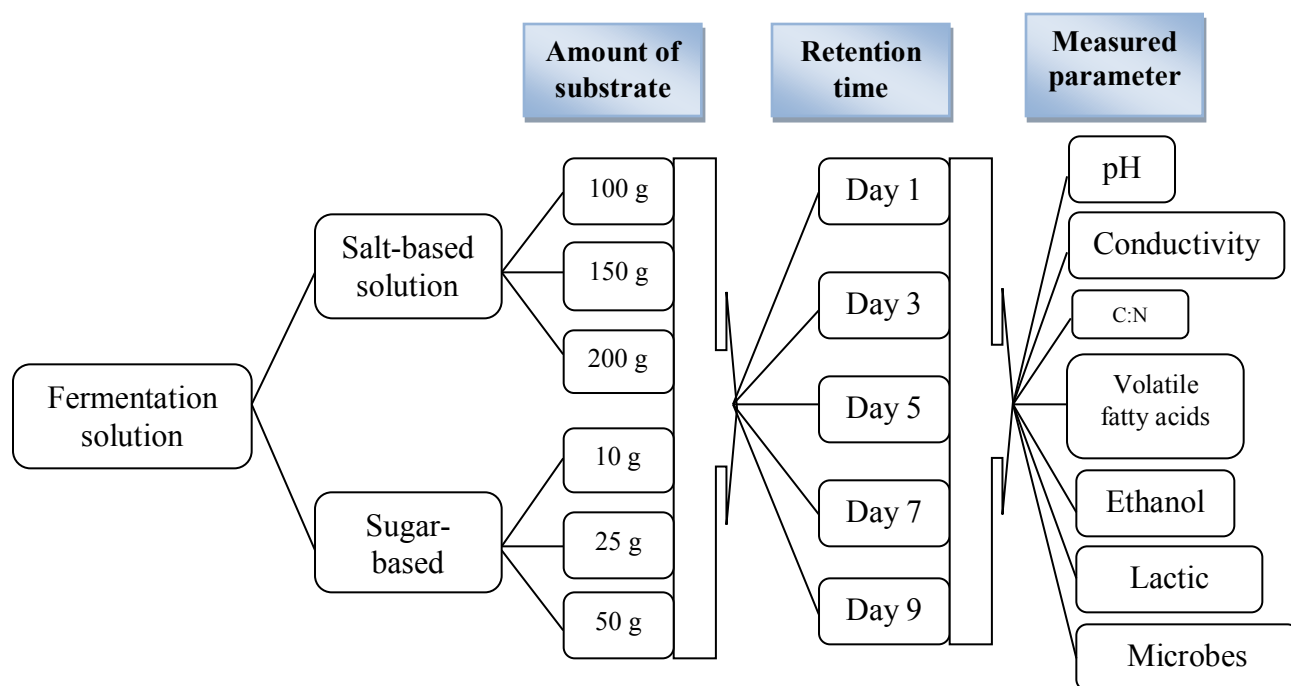 Amount of
substrate
Retention
time
Measured
parameter
Fermentation
solution
Salt-based
solution
Sugar-
based
100 g
150 g
200 g
10 g
25 g
50 g
Day 1
Day 3
Day 5
Day 7
Day 9
pH
Conductivity
C:N
Volatile
fatty acids
Ethanol
Lactic
Microbes